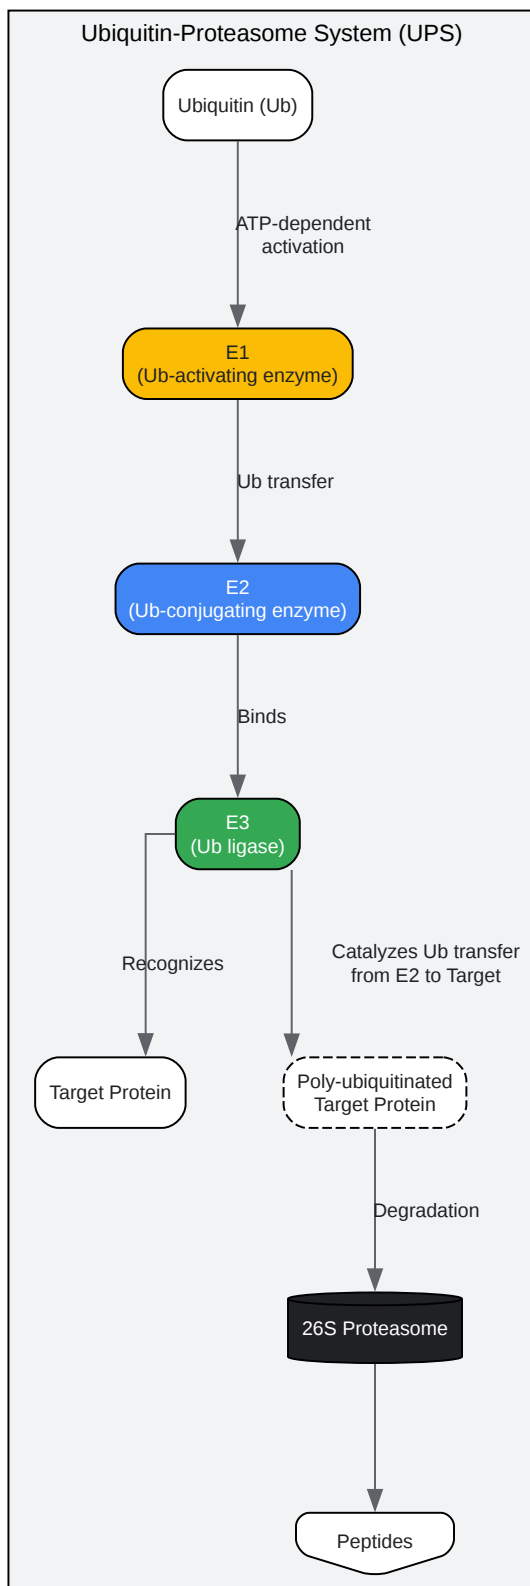 Ubiquitin-Proteasome System (UPS)
Ubiquitin (Ub)
ATP-dependent
activation
E1
(Ub-activating enzyme)
Ub transfer
E2
(Ub-conjugating enzyme)
Binds
E3
(Ub ligase)
Recognizes
Catalyzes Ub transfer
from E2 to Target
Target Protein
Poly-ubiquitinated
Target Protein
Degradation
26S Proteasome
Peptides